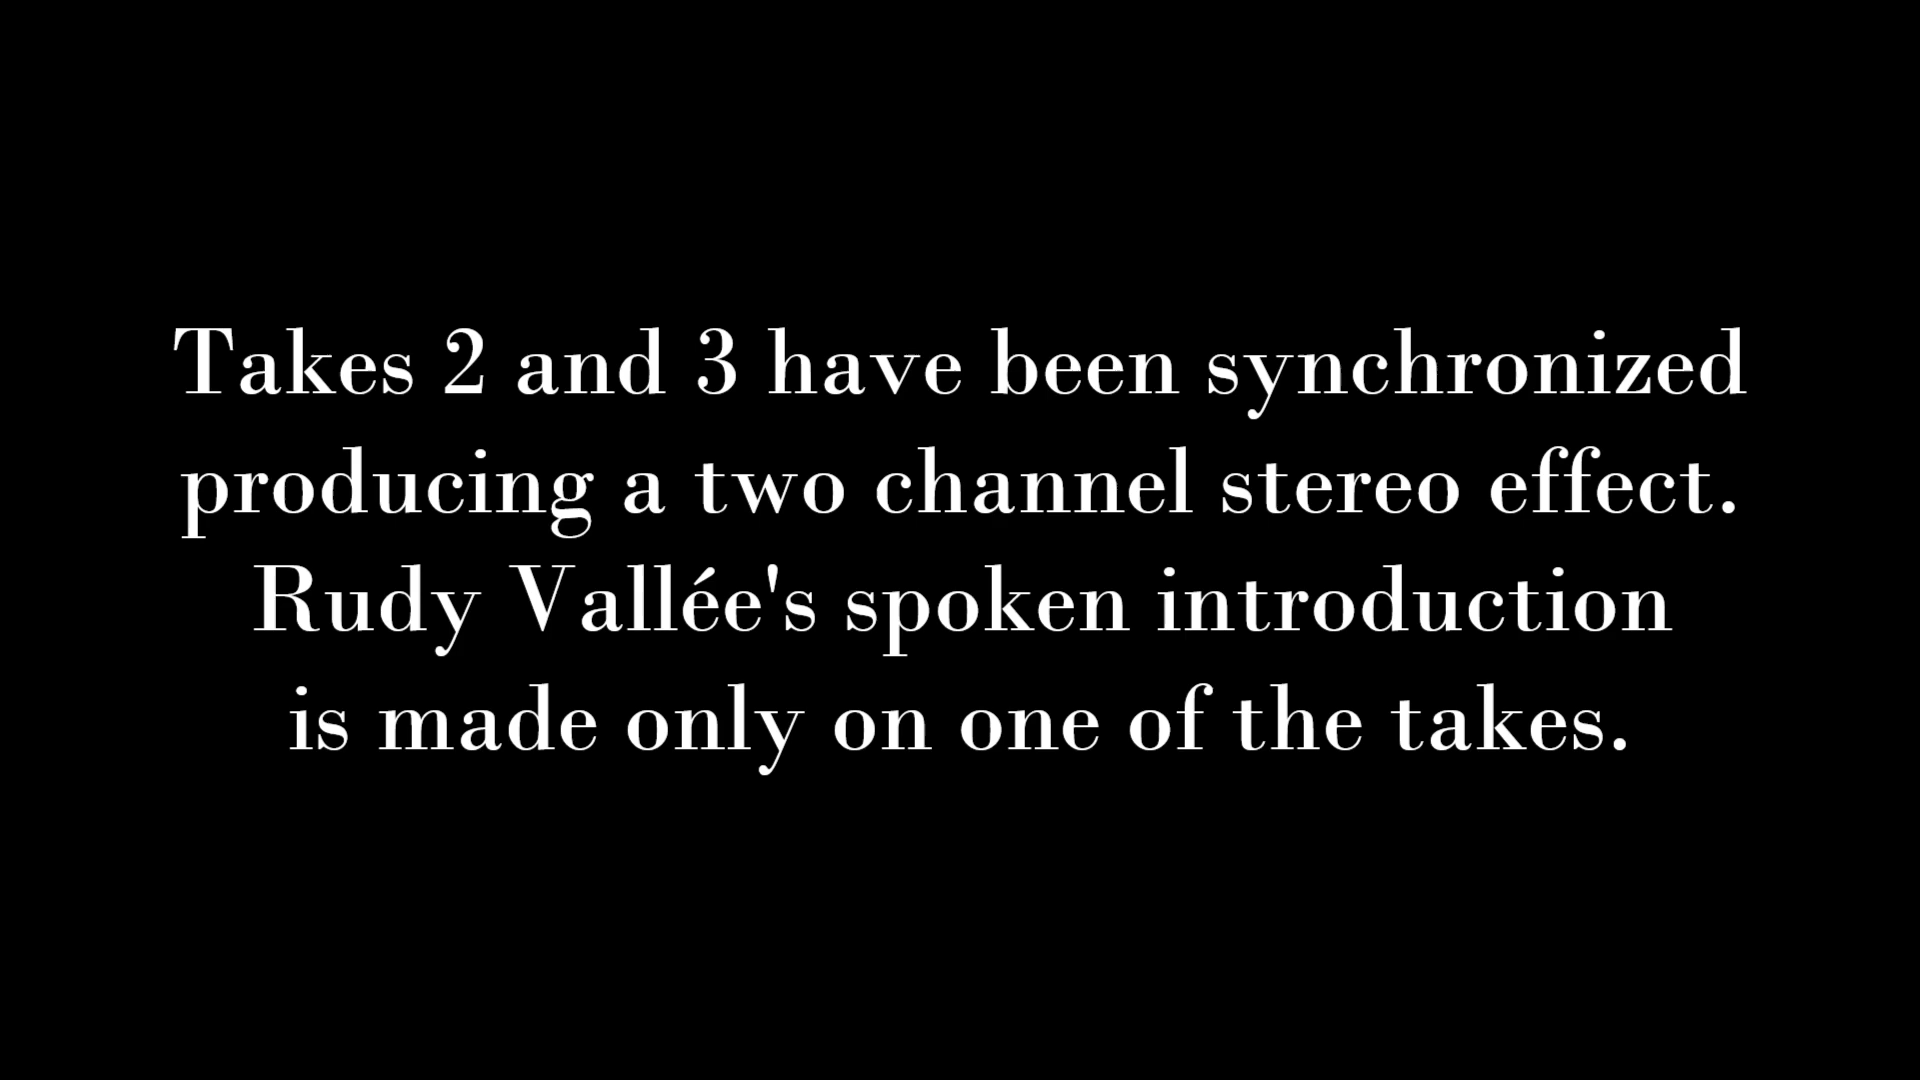 Takes 2 and 3 have been synchronized
producing a two channel stereo effect.
Rudy Vallée's spoken introduction
is made only on one of the takes.